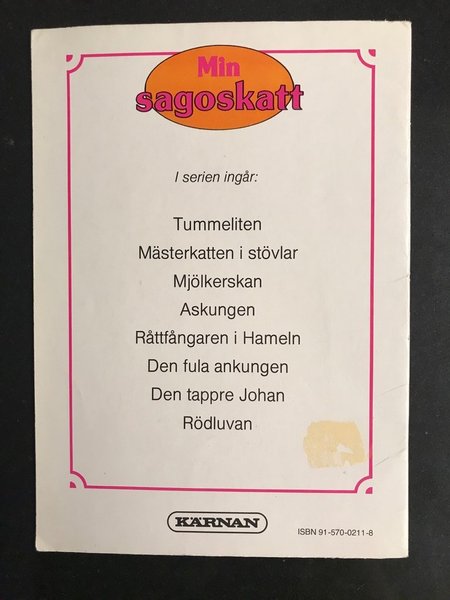 Min
sagoskatt
I serien ingår:
Tummeliten
Mästerkatten i stövlar
Mjölkerskan
Askungen
Råttfångaren i Hameln
Den fula ankungen
Den tappre Johan
Rödluvan
KÄRNAN
ISBN 91-570-0211-8